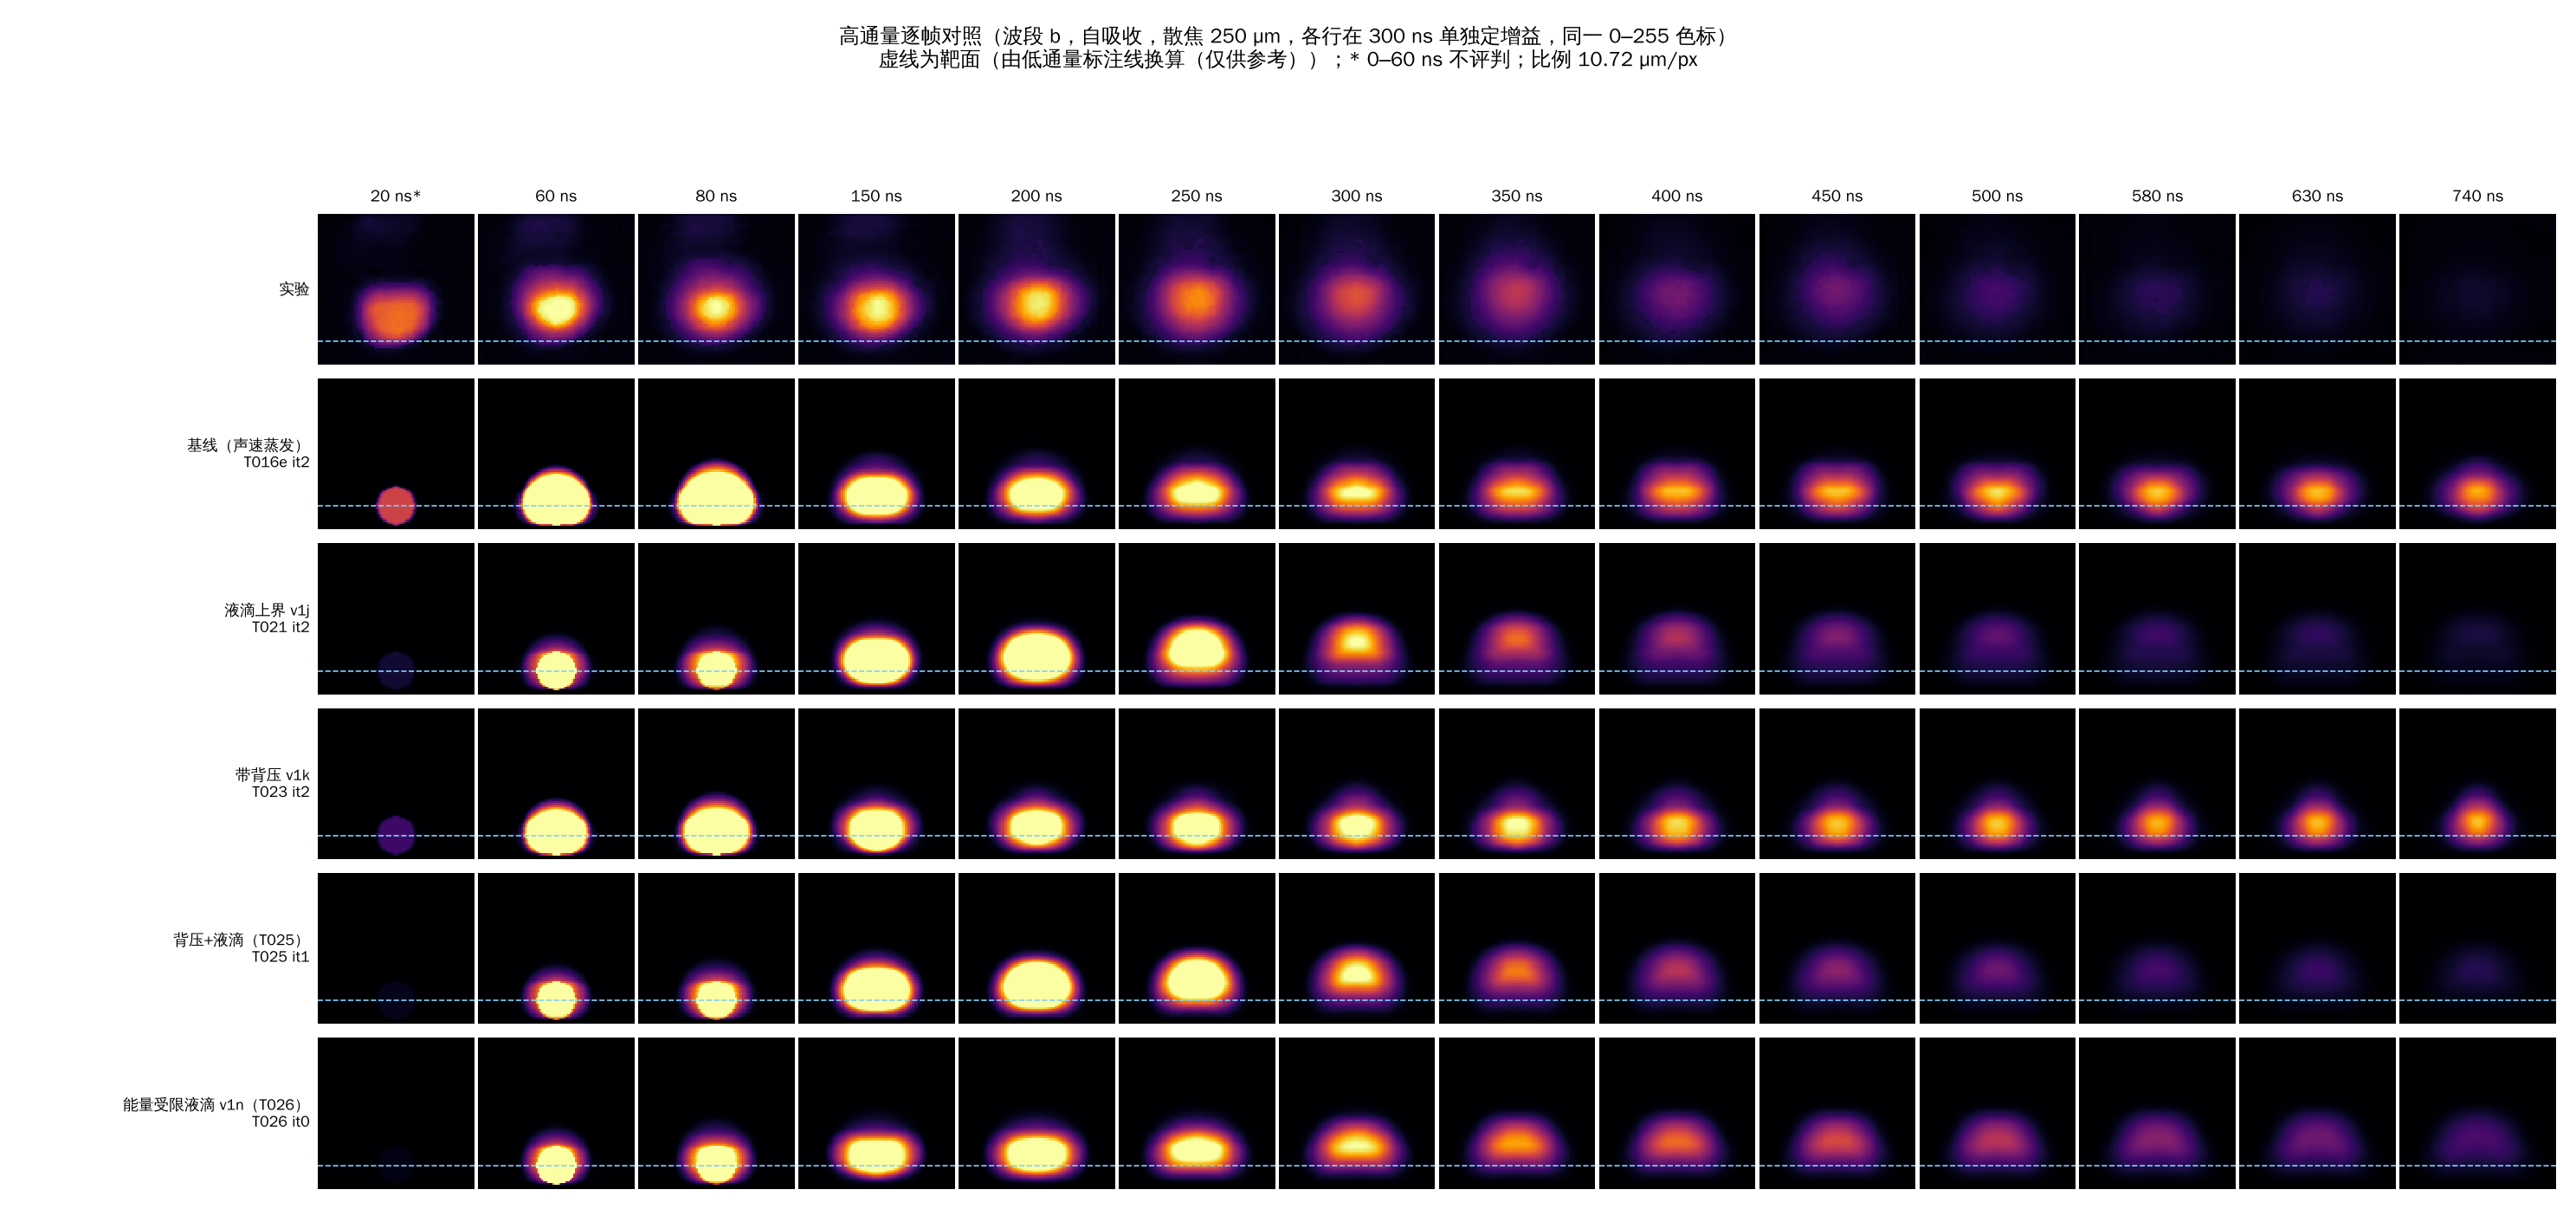 高通量逐帧对照（波段 b，自吸收，散焦 250 μm，各行在 300 ns 单独定增益，同一 0–255 色标）
虚线为靶面（由低通量标注线换算（仅供参考））；* 0–60 ns 不评判；比例 10.72 μm/px
20 ns* 60 ns 80 ns 150 ns 200 ns 250 ns 300 ns 350 ns 400 ns 450 ns 500 ns 580 ns 630 ns 740 ns
实验
基线（声速蒸发）
T016e it2
液滴上界 v1j
T021 it2
带背压 v1k
T023 it2
背压+液滴（T025）
T025 it1
能量受限液滴 v1n（T026）
T026 it0